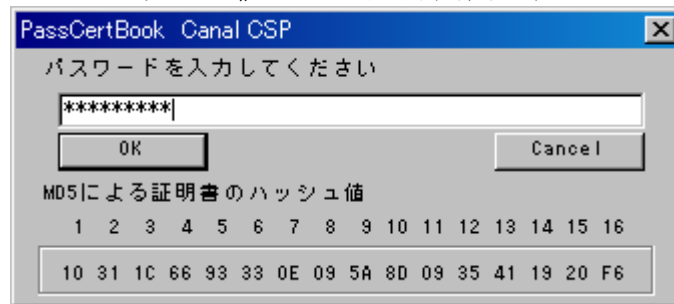 PassCertBook Canal CSP
パスワードを入力してください
*********
OK Cancel
MD5による証明書のハッシュ値
1 2 3 4 5 6 7 8 9 10 11 12 13 14 15 16
10 31 1C 66 93 33 0E 09 5A 8D 09 35 41 19 20 F6